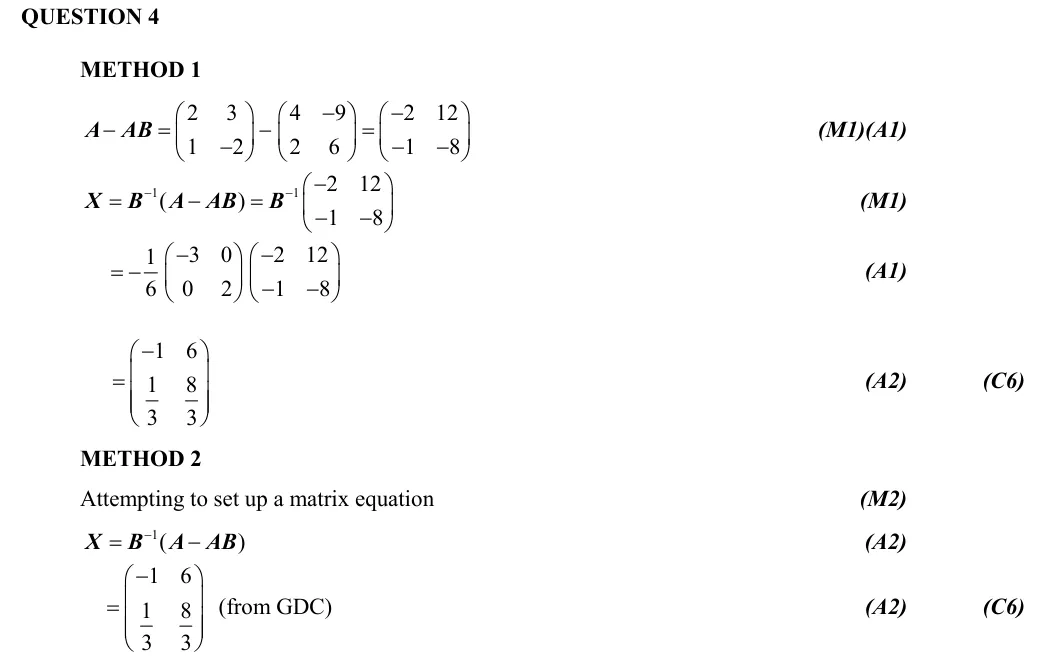 QUESTION 4
METHOD 1
A − AB = (2 3; 1 −2) − (4 −9; 2 6) = (−2 12; −1 −8) (M1)(A1)
X = B⁻¹(A − AB) = B⁻¹ (−2 12; −1 −8) (M1)
= −1/6 (−3 0; 0 2) (−2 12; −1 −8) (A1)
= (−1 6; 1/3 8/3) (A2) (C6)
METHOD 2
Attempting to set up a matrix equation (M2)
X = B⁻¹(A − AB) (A2)
= (−1 6; 1/3 8/3) (from GDC) (A2) (C6)